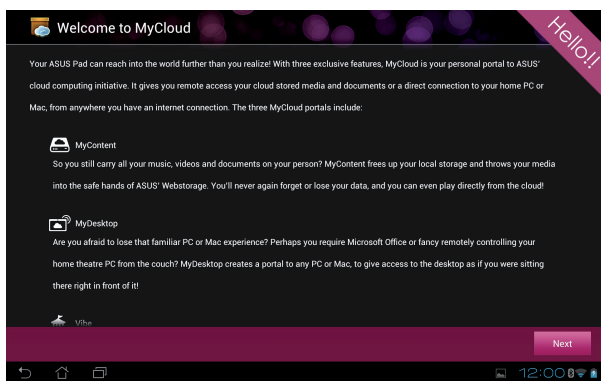 Welcome to MyCloud
Hello!!
Your ASUS Pad can reach into the world further than you realize! With three exclusive features, MyCloud is your personal portal to ASUS'
cloud computing initiative. It gives you remote access your cloud stored media and documents or a direct connection to your home PC or
Mac, from anywhere you have an internet connection. The three MyCloud portals include:
MyContent
So you still carry all your music, videos and documents on your person? MyContent frees up your local storage and throws your media
into the safe hands of ASUS' Webstorage. You'll never again forget or lose your data, and you can even play directly from the cloud!
MyDesktop
Are you afraid to lose that familiar PC or Mac experience? Perhaps you require Microsoft Office or fancy remotely controlling your
home theatre PC from the couch? MyDesktop creates a portal to any PC or Mac, to give access to the desktop as if you were sitting
there right in front of it!
Vibe
Next
12:00